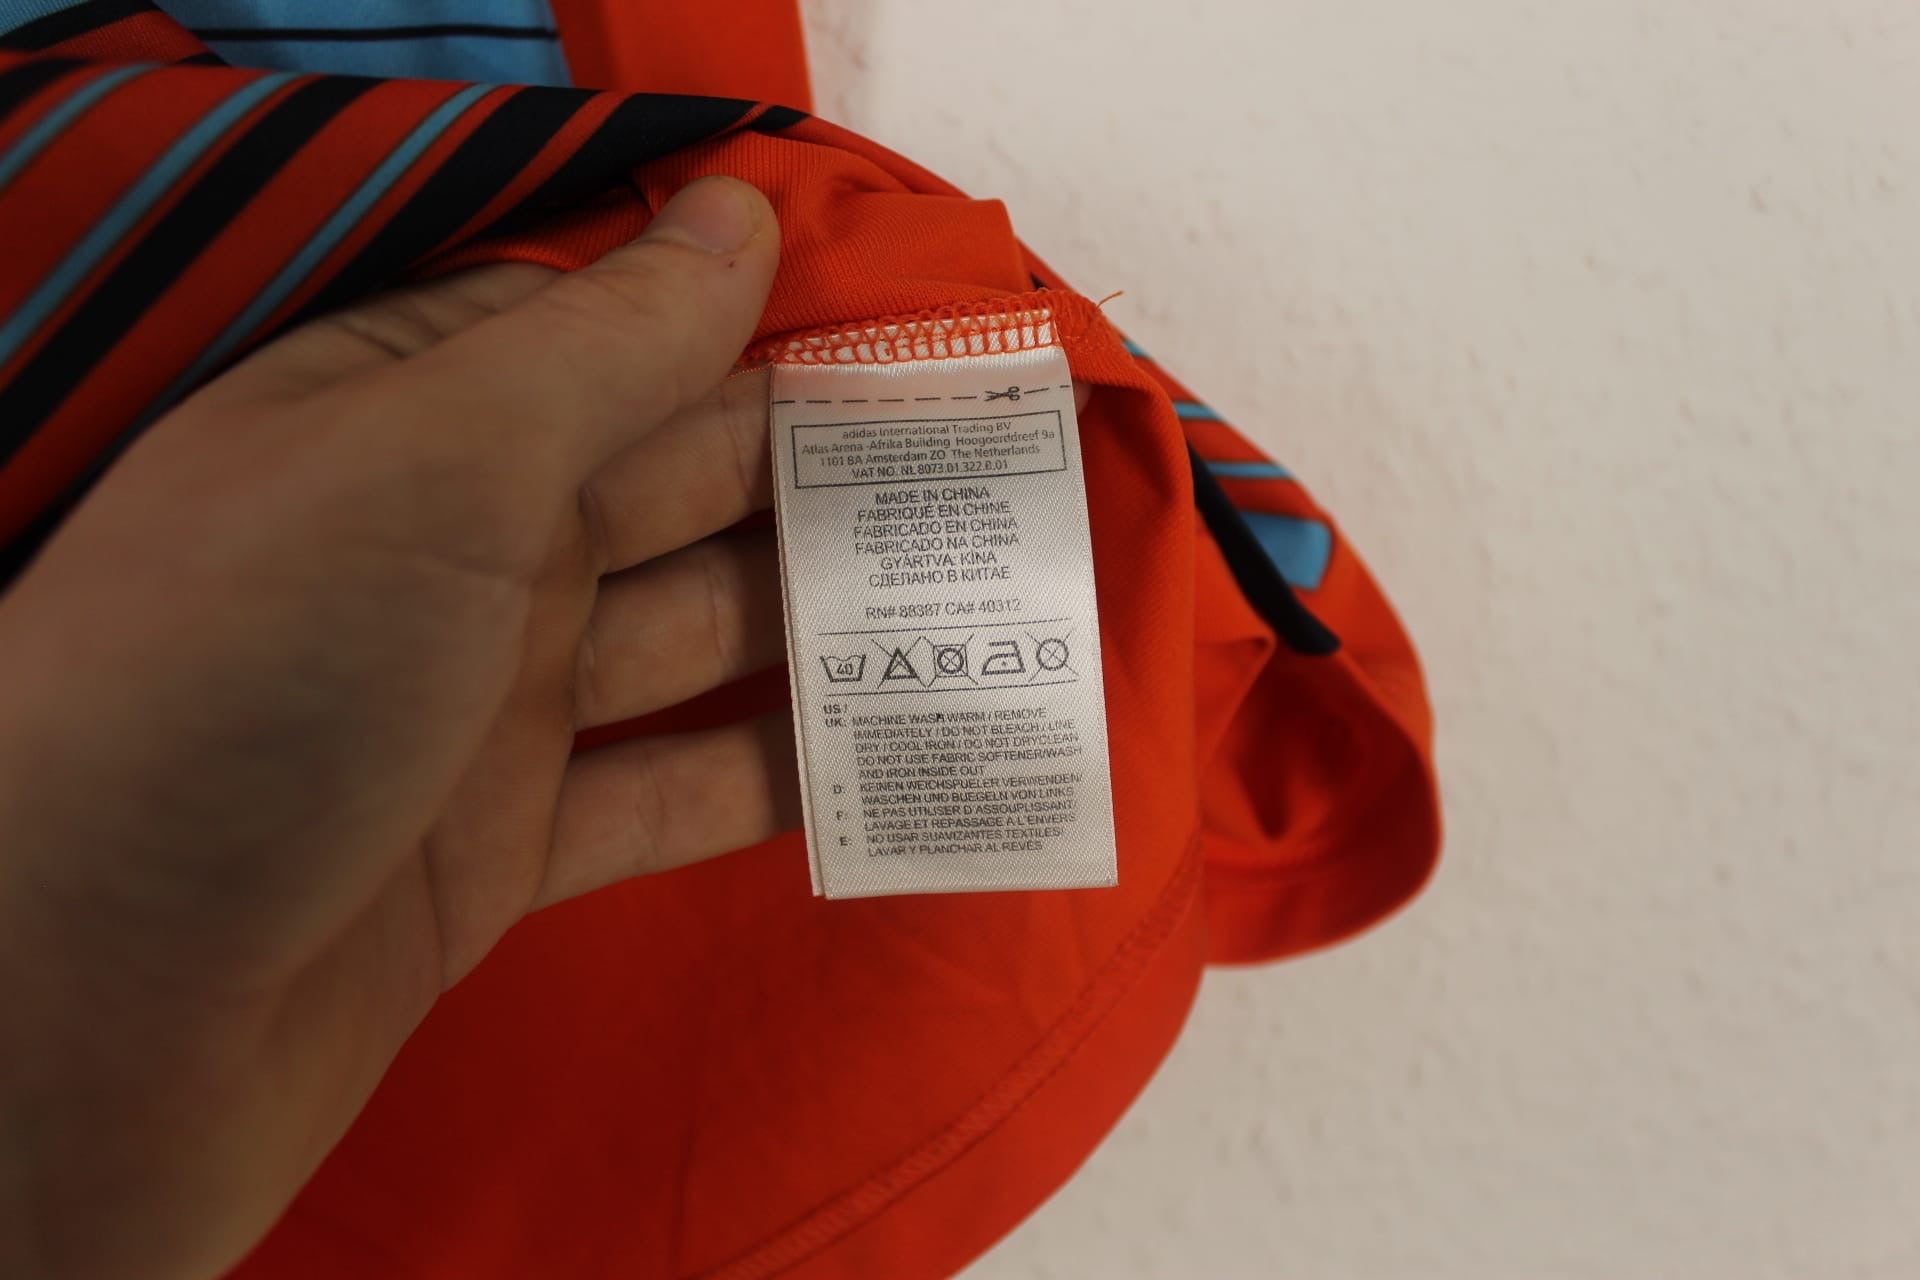 adidas International Trading BV
Atlas Arena -Afrika Building Hoogoorddreef 9a
1101 BA Amsterdam ZO The Netherlands
VAT NO. NL 8073.01.322.B.01
MADE IN CHINA
FABRIQUÉ EN CHINE
FABRICADO EN CHINA
FABRICADO NA CHINA
GYÁRTVA: KÍNA
СДЕЛАНО В КИТАЕ
RN# 88387 CA# 40312
40
US /
UK: MACHINE WASH WARM / REMOVE
IMMEDIATELY / DO NOT BLEACH / LINE
DRY / COOL IRON / DO NOT DRYCLEAN
DO NOT USE FABRIC SOFTENER/WASH
AND IRON INSIDE OUT
D: KEINEN WEICHSPUELER VERWENDEN/
WASCHEN UND BUEGELN VON LINKS
F: NE PAS UTILISER D ASSOUPLISSANT/
LAVAGE ET REPASSAGE A L'ENVERS
E: NO USAR SUAVIZANTES TEXTILES/
LAVAR Y PLANCHAR AL REVES